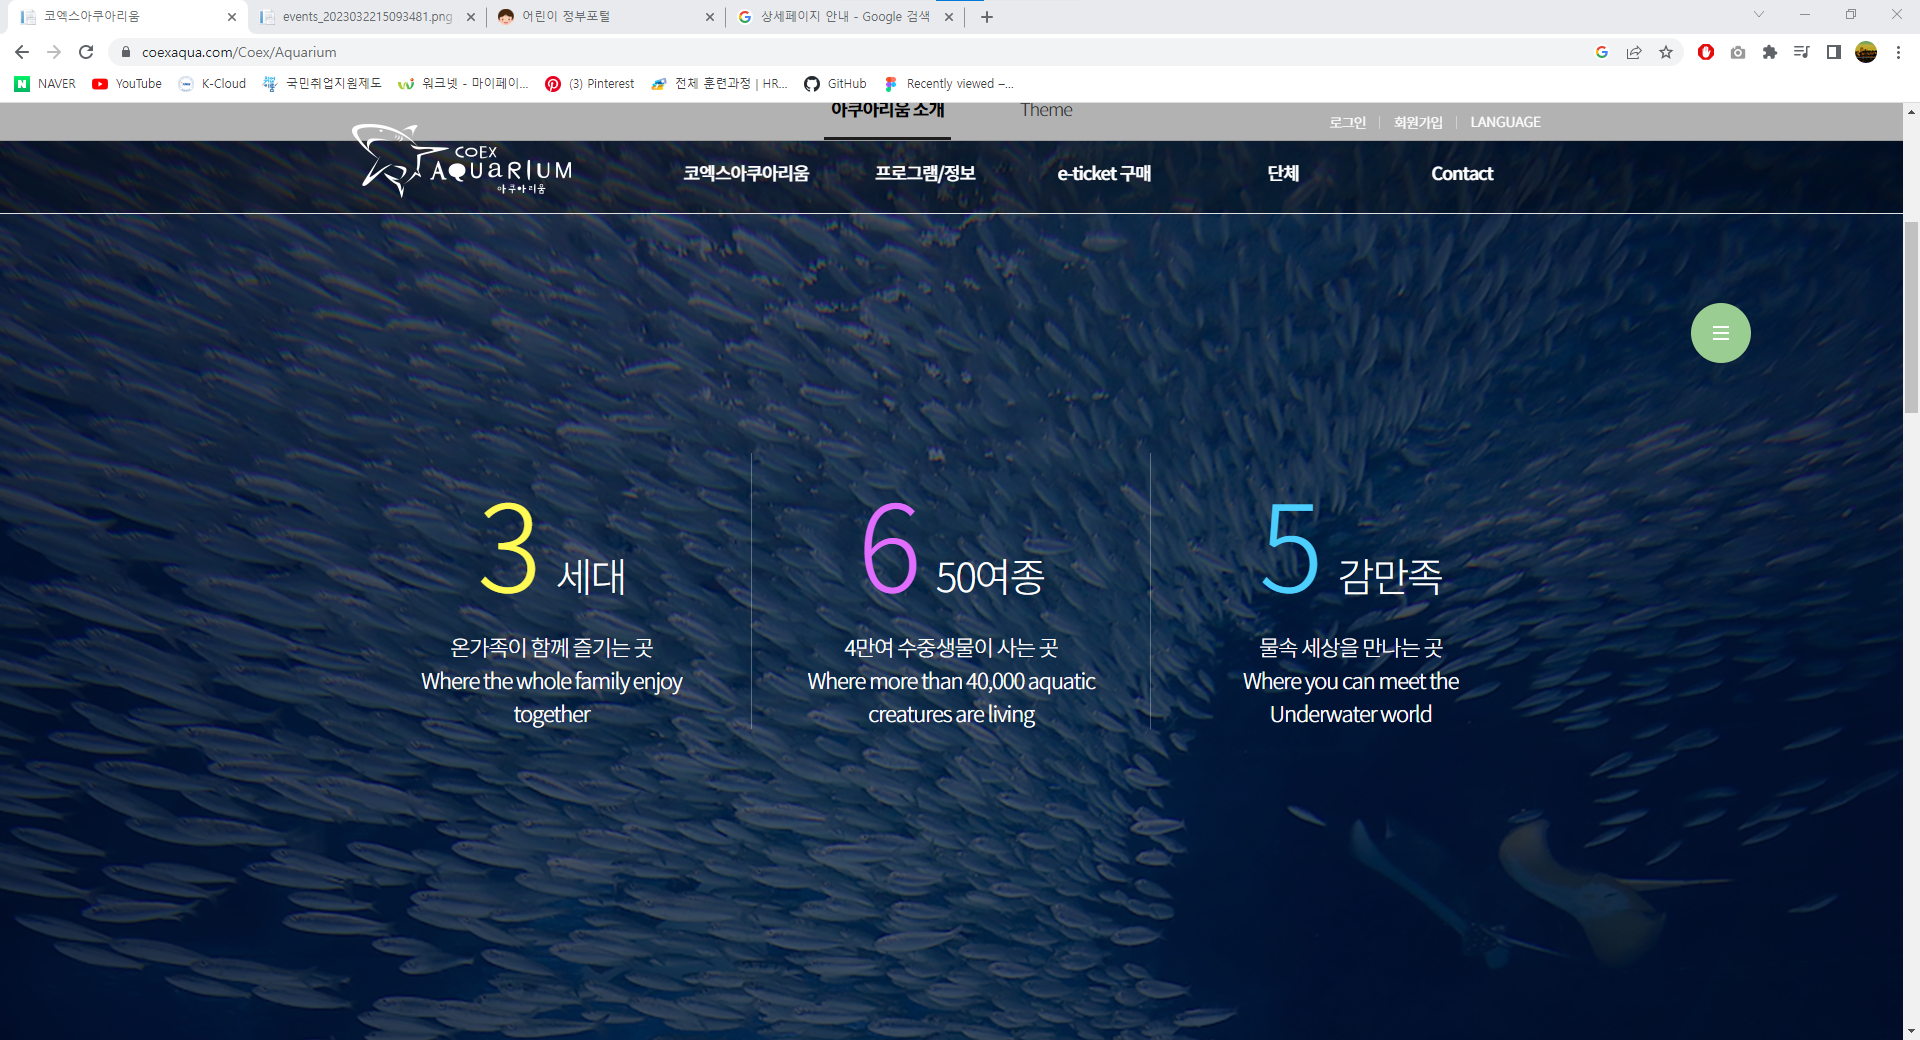 코엑스아쿠아리움
events_2023032215093481.png
어린이 정부포털
상세페이지 안내 - Google 검색
coexaqua.com/Coex/Aquarium
NAVER
YouTube
K-Cloud
국민취업지원제도
워크넷 - 마이페이...
(3) Pinterest
전체 훈련과정 | HR...
GitHub
Recently viewed –...
아쿠아리움 소개
Theme
로그인
회원가입
LANGUAGE
COEX
AQUARIUM
아쿠아리움
코엑스아쿠아리움
프로그램/정보
e-ticket 구매
단체
Contact
3 세대
온가족이 함께 즐기는 곳
Where the whole family enjoy
together
6 50여종
4만여 수중생물이 사는 곳
Where more than 40,000 aquatic
creatures are living
5 감만족
물속 세상을 만나는 곳
Where you can meet the
Underwater world